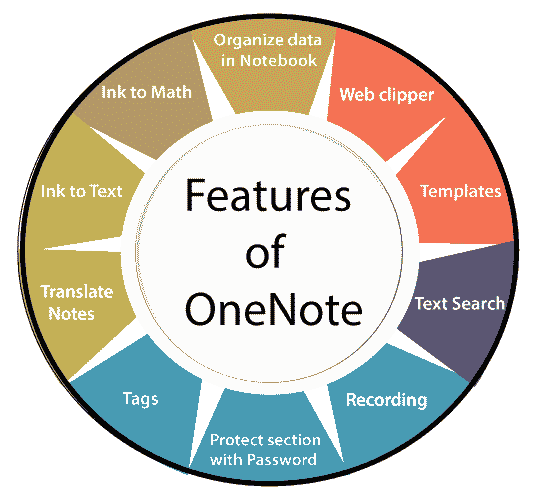 Features
of
OneNote
Organize data
in Notebook
Web clipper
Templates
Text Search
Recording
Protect section
with Password
Tags
Translate
Notes
Ink to Text
Ink to Math